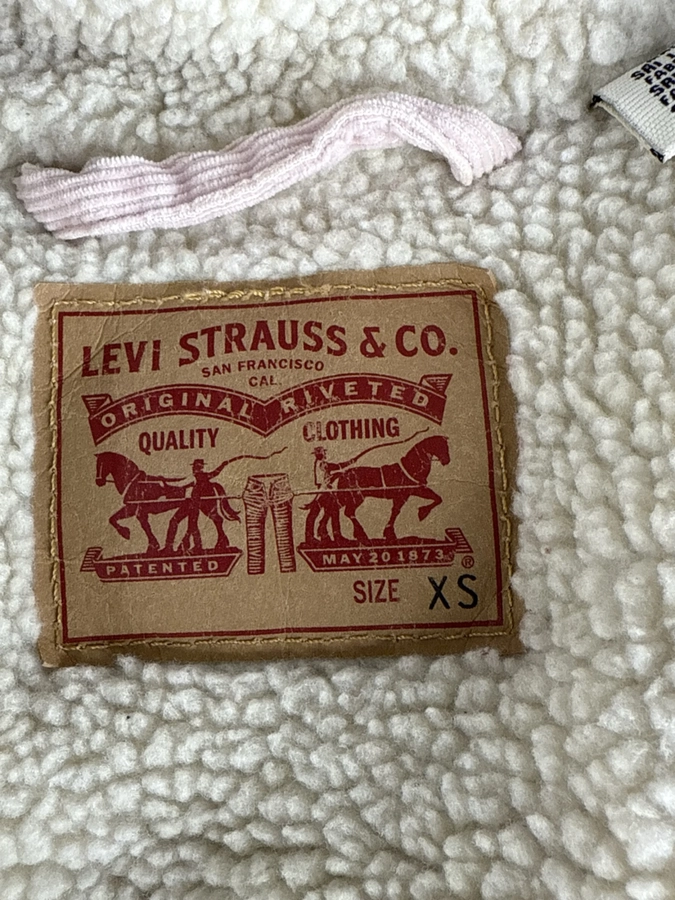 LEVI STRAUSS & CO.
SAN FRANCISCO
CAL.
ORIGINAL RIVETED
QUALITY CLOTHING
PATENTED MAY 20 1873 ®
SIZE XS